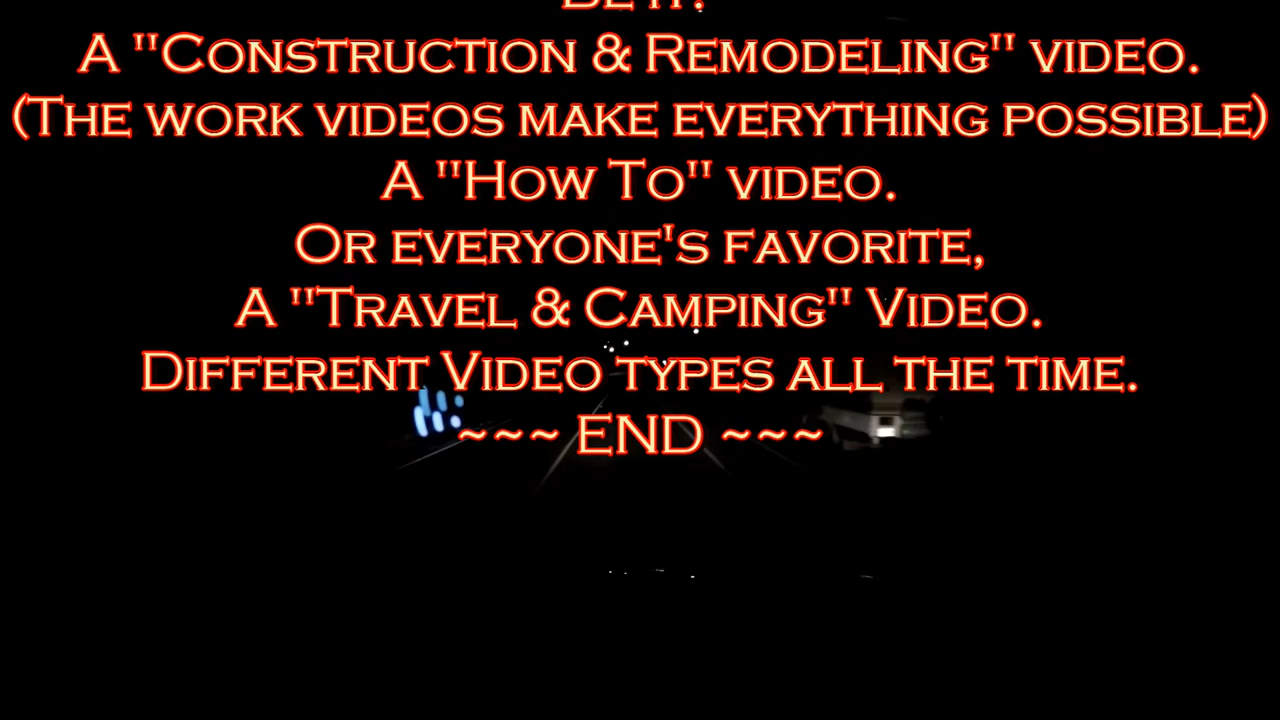 A "Construction & Remodeling" video.
(The work videos make everything possible)
A "How To" video.
Or everyone's favorite,
A "Travel & Camping" Video.
Different Video types all the time.
~~~ END ~~~